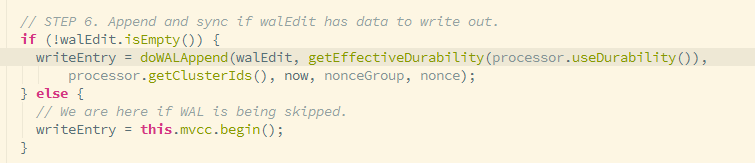 // STEP 6. Append and sync if walEdit has data to write out.
if (!walEdit.isEmpty()) {
writeEntry = doWALAppend(walEdit, getEffectiveDurability(processor.useDurability()),
processor.getClusterIds(), now, nonceGroup, nonce);
} else {
// We are here if WAL is being skipped.
writeEntry = this.mvcc.begin();
}